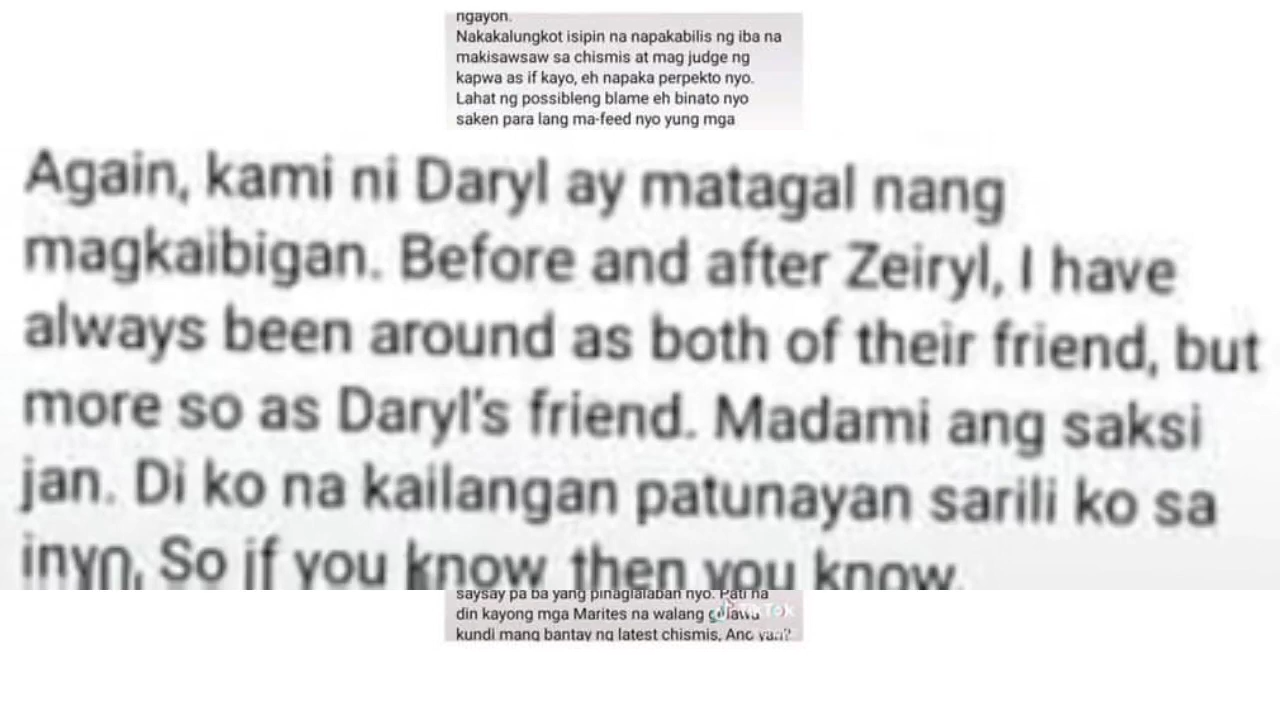 ngayon.
Nakakalungkot isipin na napakabilis ng iba na
makisawsaw sa chismis at mag judge ng
kapwa as if kayo, eh napaka perpekto nyo.
Lahat ng possibleng blame eh binato nyo
saken para lang ma-feed nyo yung mga
Again, kami ni Daryl ay matagal nang
magkaibigan. Before and after Zeiryl, I have
always been around as both of their friend, but
more so as Daryl's friend. Madami ang saksi
jan. Di ko na kailangan patunayan sarili ko sa
inyo. So if you know then you know.
saysay pa ba yang pinaglalaban nyo. Pati na
din kayong mga Marites na walang
kundi mang bantay ng latest chismis, Ano yan?
TikTok